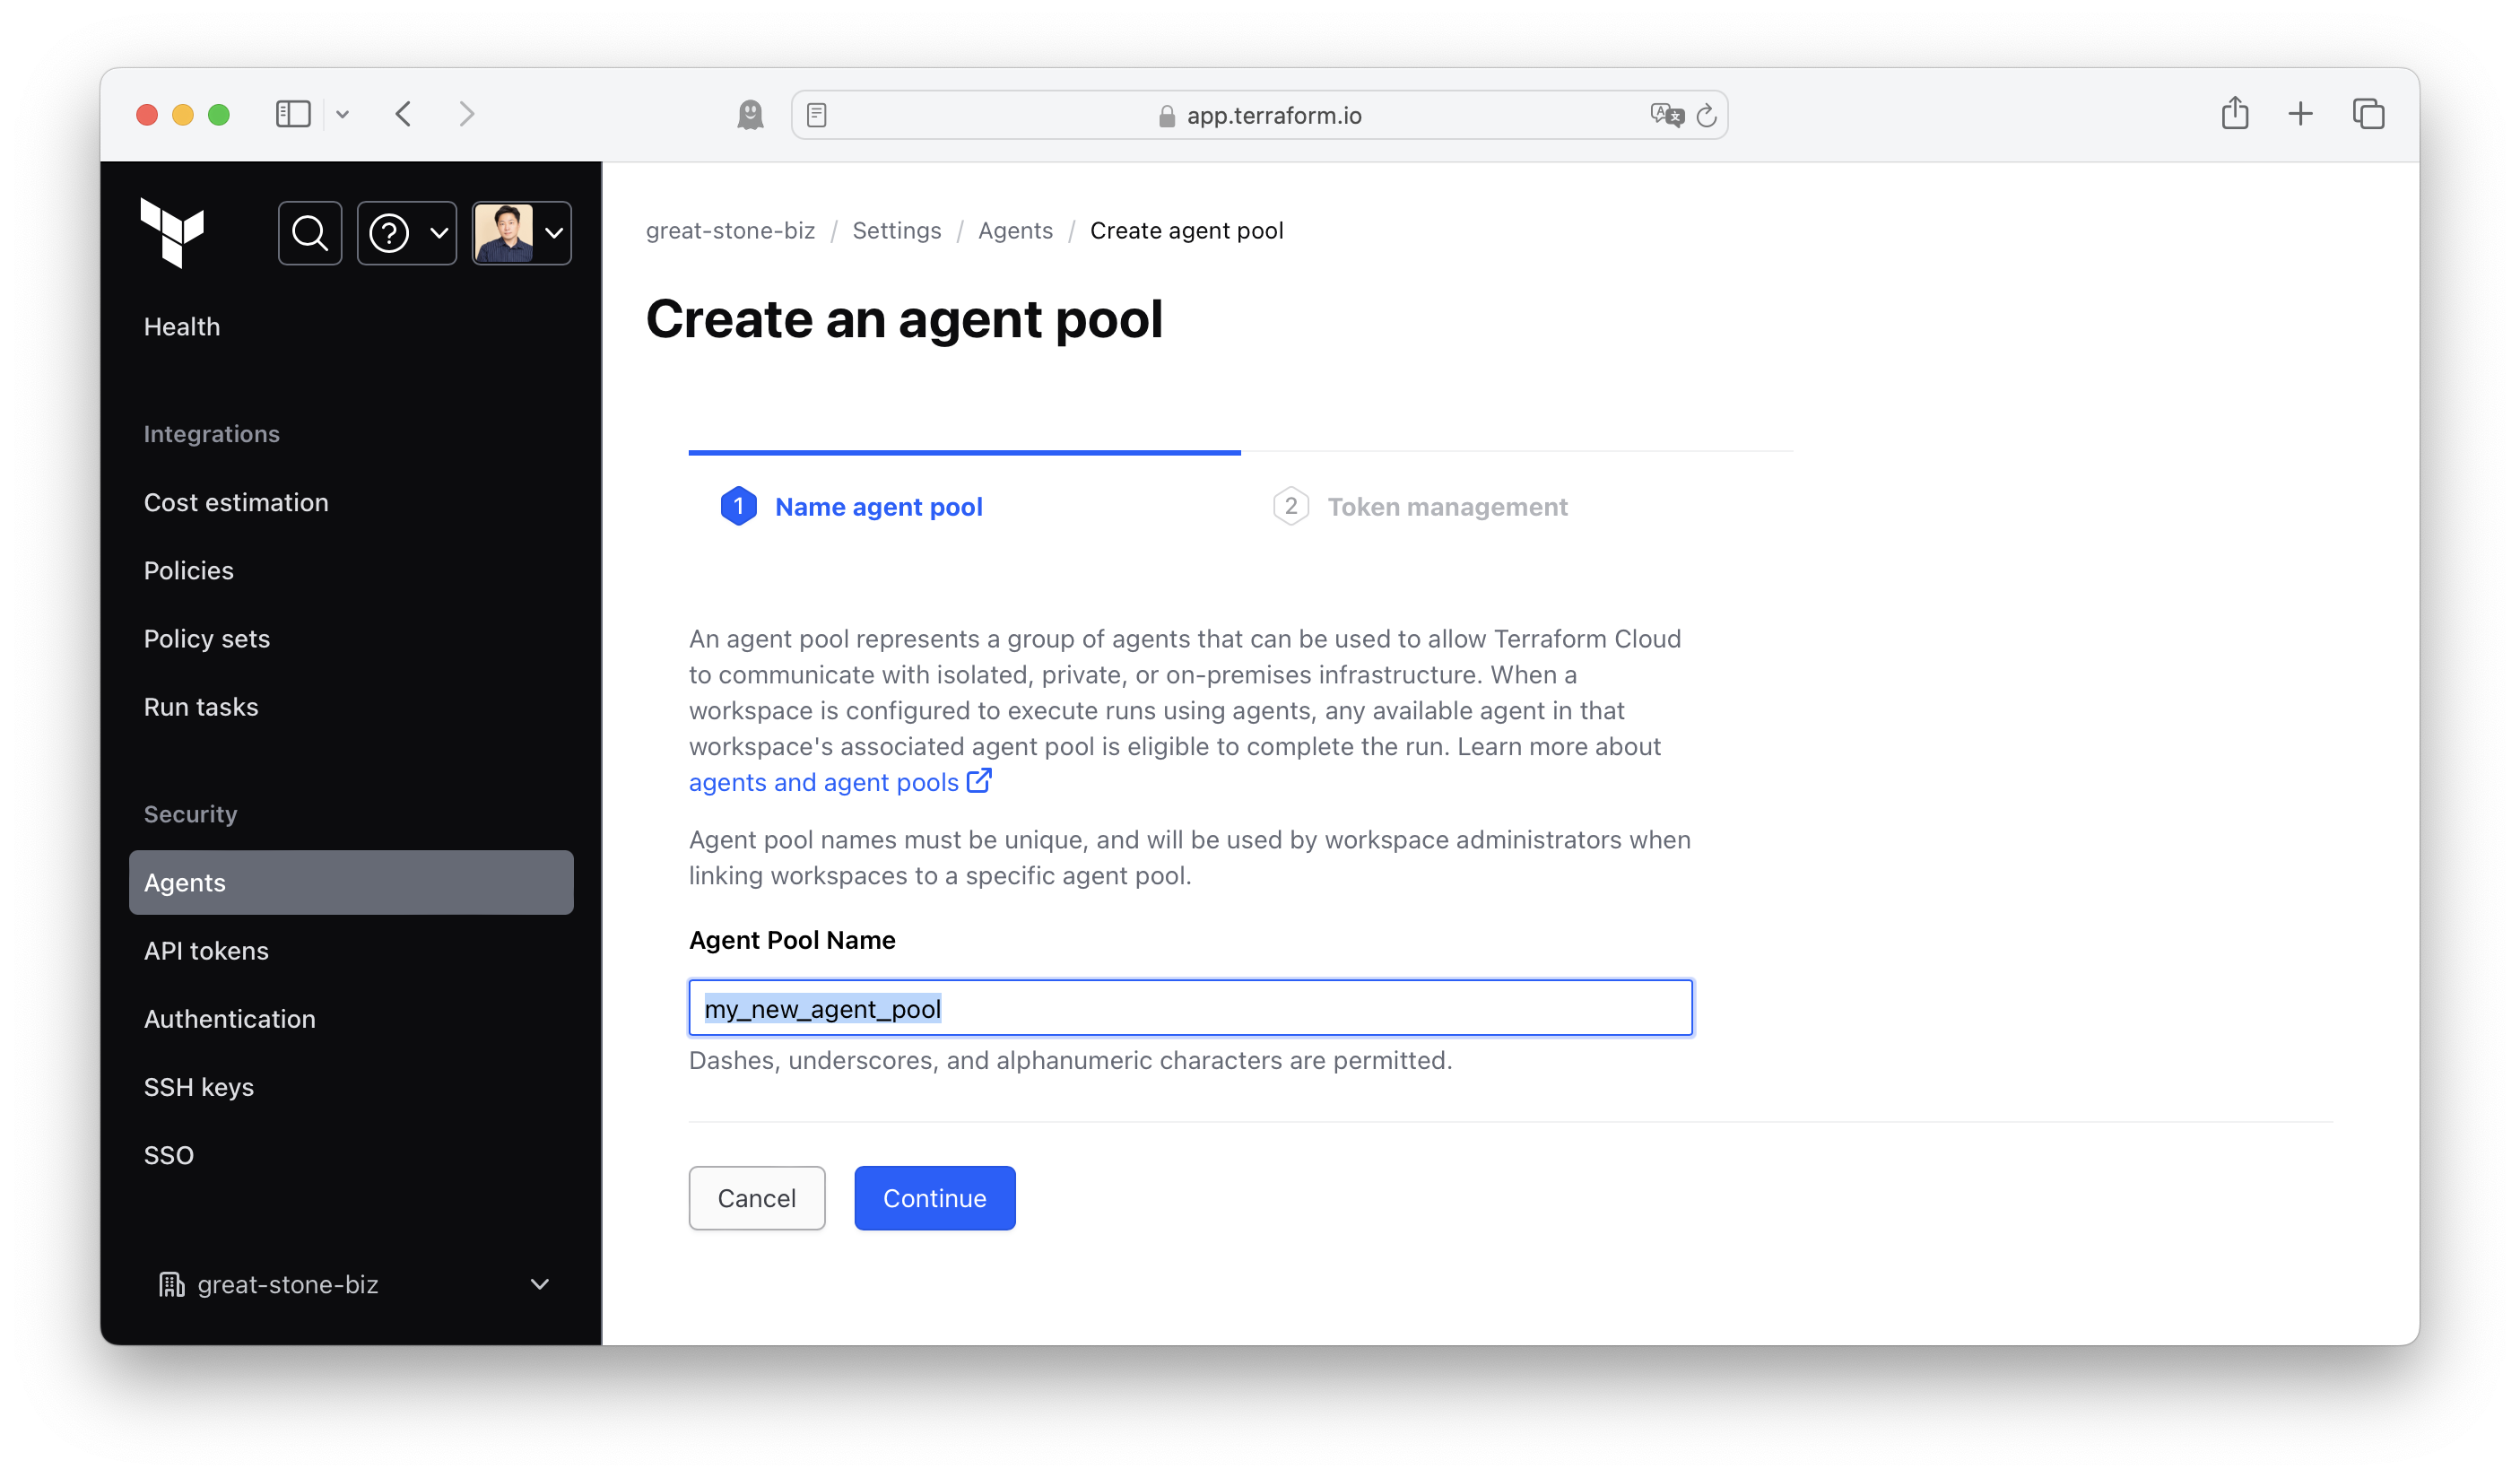 app.terraform.io
Health
Integrations
Cost estimation
Policies
Policy sets
Run tasks
Security
Agents
API tokens
Authentication
SSH keys
SSO
great-stone-biz
great-stone-biz / Settings / Agents / Create agent pool
Create an agent pool
1 Name agent pool
2 Token management
An agent pool represents a group of agents that can be used to allow Terraform Cloud
to communicate with isolated, private, or on-premises infrastructure. When a
workspace is configured to execute runs using agents, any available agent in that
workspace's associated agent pool is eligible to complete the run. Learn more about
agents and agent pools
Agent pool names must be unique, and will be used by workspace administrators when
linking workspaces to a specific agent pool.
Agent Pool Name
my_new_agent_pool
Dashes, underscores, and alphanumeric characters are permitted.
Cancel
Continue